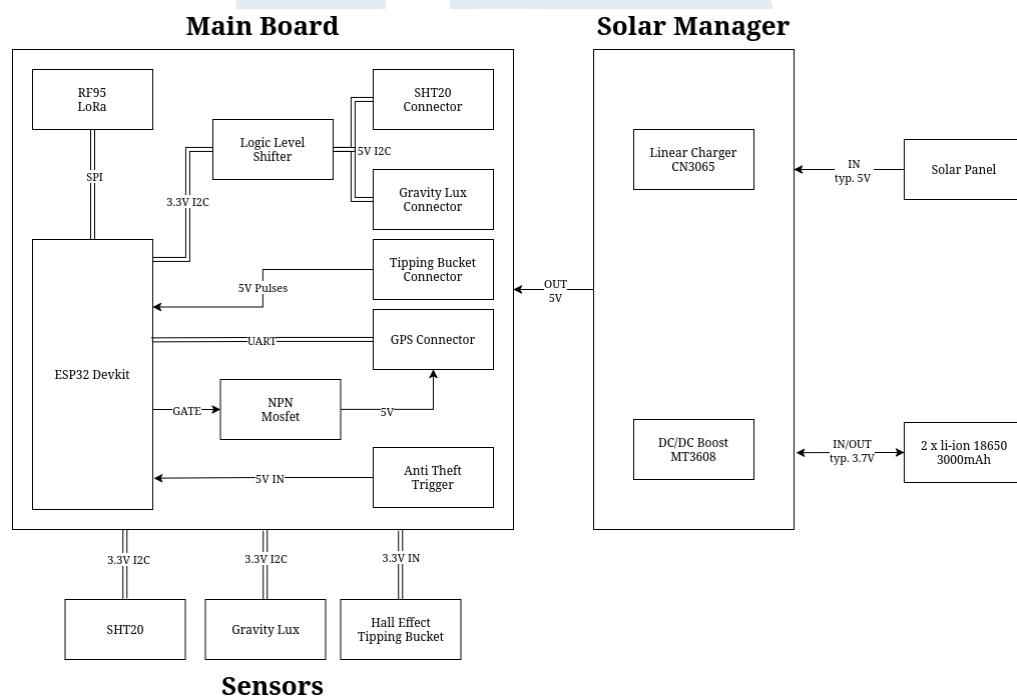 Main Board
Solar Manager
RF95
LoRa
SHT20
Connector
Logic Level
Shifter
5V I2C
SPI
3.3V I2C
Gravity Lux
Connector
Tipping Bucket
Connector
5V Pulses
GPS Connector
UART
ESP32 Devkit
NPN
Mosfet
GATE
5V
Anti Theft
Trigger
5V IN
OUT
5V
Linear Charger
CN3065
IN
typ. 5V
Solar Panel
DC/DC Boost
MT3608
IN/OUT
typ. 3.7V
2 x li-ion 18650
3000mAh
3.3V I2C
3.3V I2C
3.3V IN
SHT20
Gravity Lux
Hall Effect
Tipping Bucket
Sensors